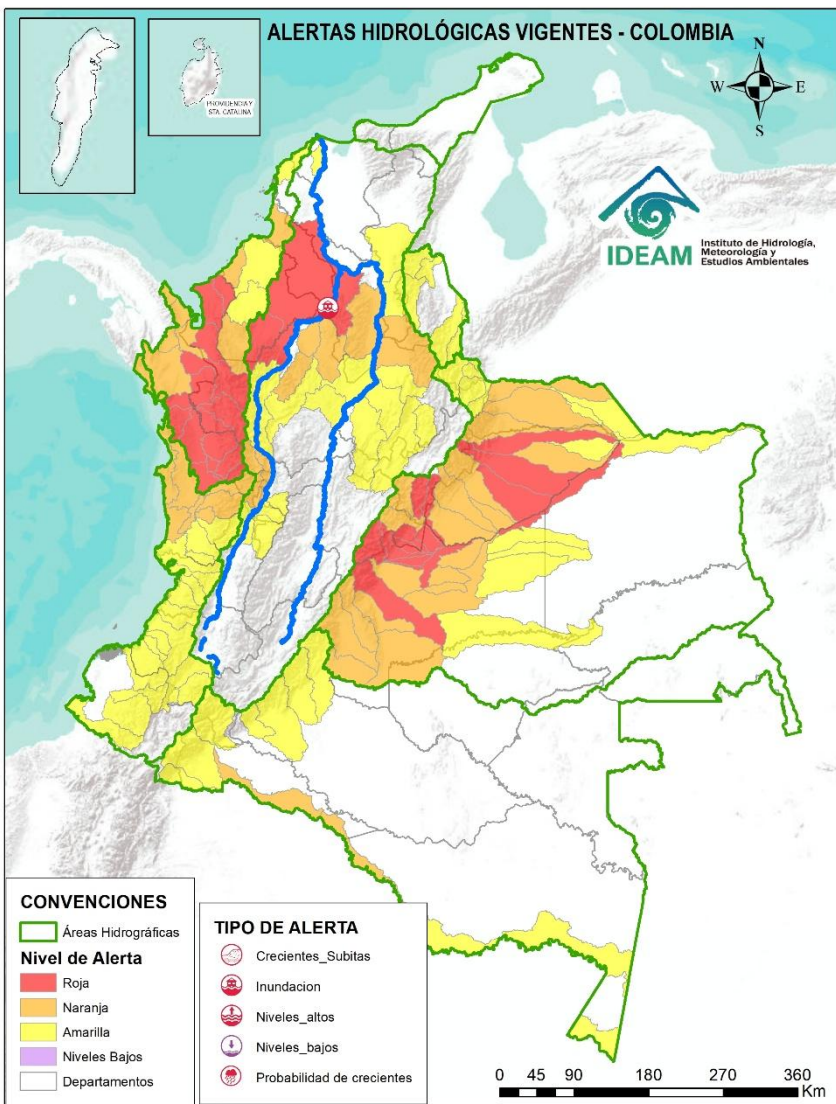 ALERTAS HIDROLÓGICAS VIGENTES - COLOMBIA
PROVIDENCIA Y
STA. CATALINA
N
W
E
S
IDEAM
Instituto de Hidrología,
Meteorología y
Estudios Ambientales
CONVENCIONES
Áreas Hidrográficas
Nivel de Alerta
Roja
Naranja
Amarilla
Niveles Bajos
Departamentos
TIPO DE ALERTA
Crecientes_Subitas
Inundacion
Niveles_altos
Niveles_bajos
Probabilidad de crecientes
0 45 90 180 270 360
Km